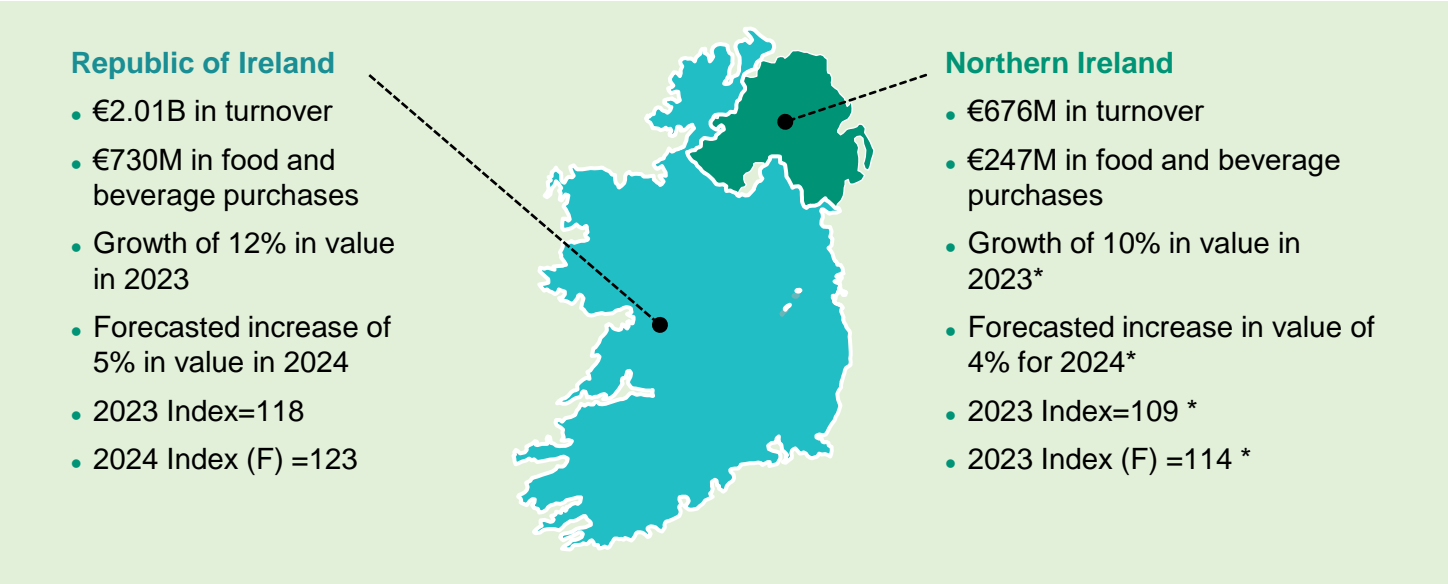 Republic of Ireland
• €2.01B in turnover
• €730M in food and
beverage purchases
• Growth of 12% in value
in 2023
• Forecasted increase of
5% in value in 2024
• 2023 Index=118
• 2024 Index (F) =123
Northern Ireland
• €676M in turnover
• €247M in food and beverage
purchases
• Growth of 10% in value in
2023*
• Forecasted increase in value of
4% for 2024*
• 2023 Index=109 *
• 2023 Index (F) =114 *